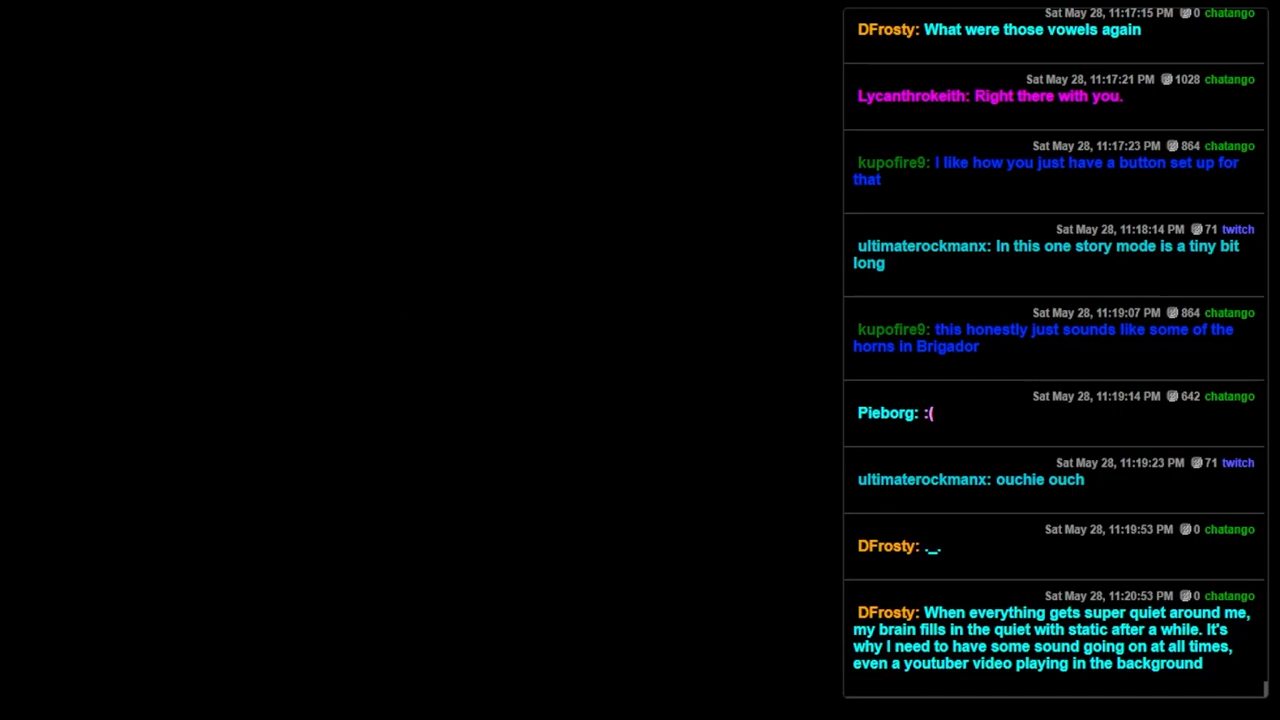 Sat May 28, 11:17:15 PM 0 chatango
DFrosty: What were those vowels again
Sat May 28, 11:17:21 PM 1028 chatango
Lycanthrokeith: Right there with you.
Sat May 28, 11:17:23 PM 864 chatango
kupofire9: I like how you just have a button set up for
that
Sat May 28, 11:18:14 PM 71 twitch
ultimaterockmanx: In this one story mode is a tiny bit
long
Sat May 28, 11:19:07 PM 864 chatango
kupofire9: this honestly just sounds like some of the
horns in Brigador
Sat May 28, 11:19:14 PM 642 chatango
Pieborg: :(
Sat May 28, 11:19:23 PM 71 twitch
ultimaterockmanx: ouchie ouch
Sat May 28, 11:19:53 PM 0 chatango
DFrosty: ._.
Sat May 28, 11:20:53 PM 0 chatango
DFrosty: When everything gets super quiet around me,
my brain fills in the quiet with static after a while. It's
why I need to have some sound going on at all times,
even a youtuber video playing in the background